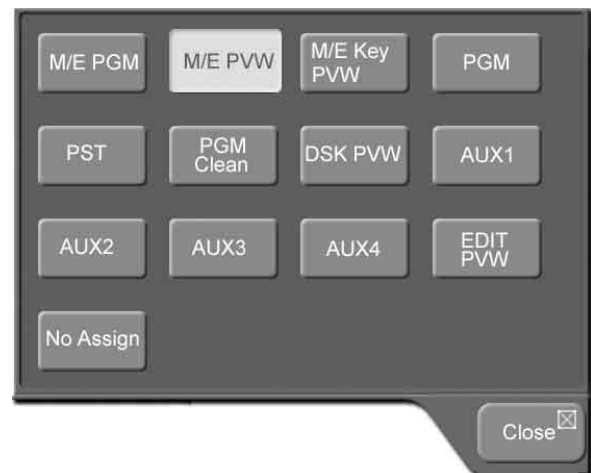 M/E PGM
M/E PVW
M/E Key
PVW
PGM
PST
PGM
Clean
DSK PVW
AUX1
AUX2
AUX3
AUX4
EDIT
PVW
No Assign
Close